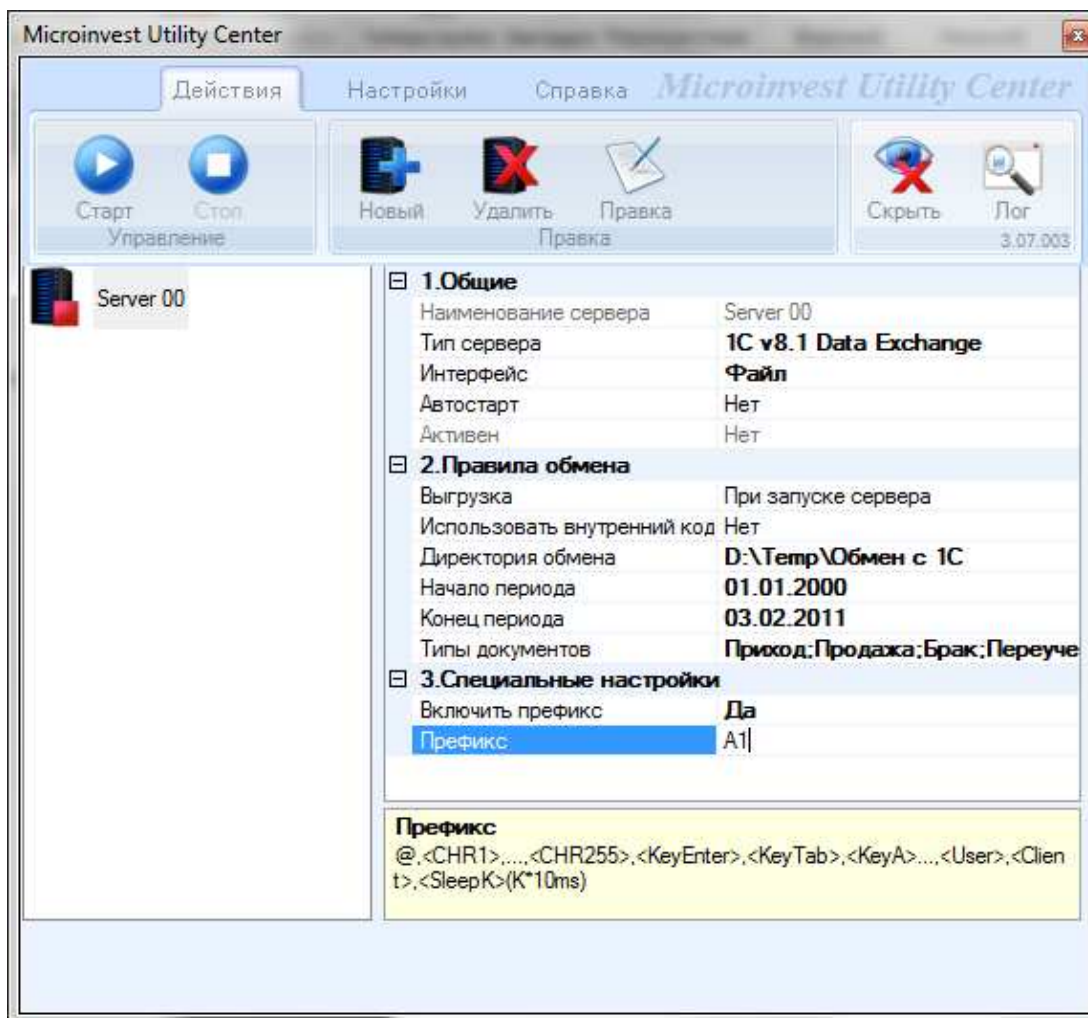 Microinvest Utility Center
Действия Настройки Справка Microinvest Utility Center
Старт Стоп Новый Удалить Правка Скрыть Лог
Управление Правка 3.07.003
Server 00
1.Общие
Наименование сервера Server 00
Тип сервера 1C v8.1 Data Exchange
Интерфейс Файл
Автостарт Нет
Активен Нет
2.Правила обмена
Выгрузка При запуске сервера
Использовать внутренний код Нет
Директория обмена D:\Temp\Обмен с 1С
Начало периода 01.01.2000
Конец периода 03.02.2011
Типы документов Приход;Продажа;Брак;Переуче
3.Специальные настройки
Включить префикс Да
Префикс A1
Префикс
@,<CHR1>,...,<CHR255>,<KeyEnter>,<KeyTab>,<KeyA>...,<User>,<Clien
t>,<SleepK>(K*10ms)